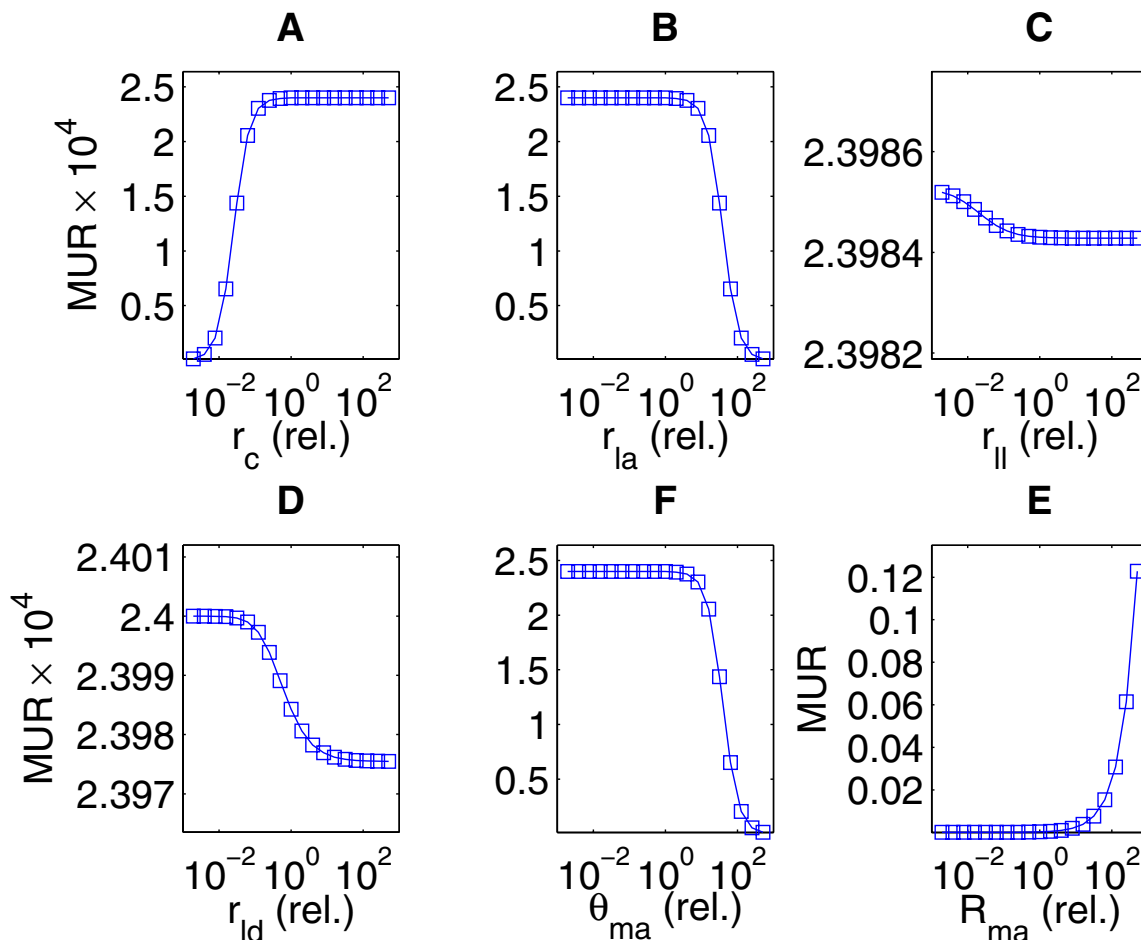 A
B
C
MUR × 10^4
2.5
2
1.5
1
0.5
10^-2 10^0 10^2
r_c (rel.)
2.5
2
1.5
1
0.5
10^-2 10^0 10^2
r_la (rel.)
2.3986
2.3984
2.3982
10^-2 10^0 10^2
r_ll (rel.)
D
F
E
MUR × 10^4
2.401
2.4
2.399
2.398
2.397
10^-2 10^0 10^2
r_ld (rel.)
2.5
2
1.5
1
0.5
10^-2 10^0 10^2
θ_ma (rel.)
MUR
0.12
0.1
0.08
0.06
0.04
0.02
10^-2 10^0 10^2
R_ma (rel.)